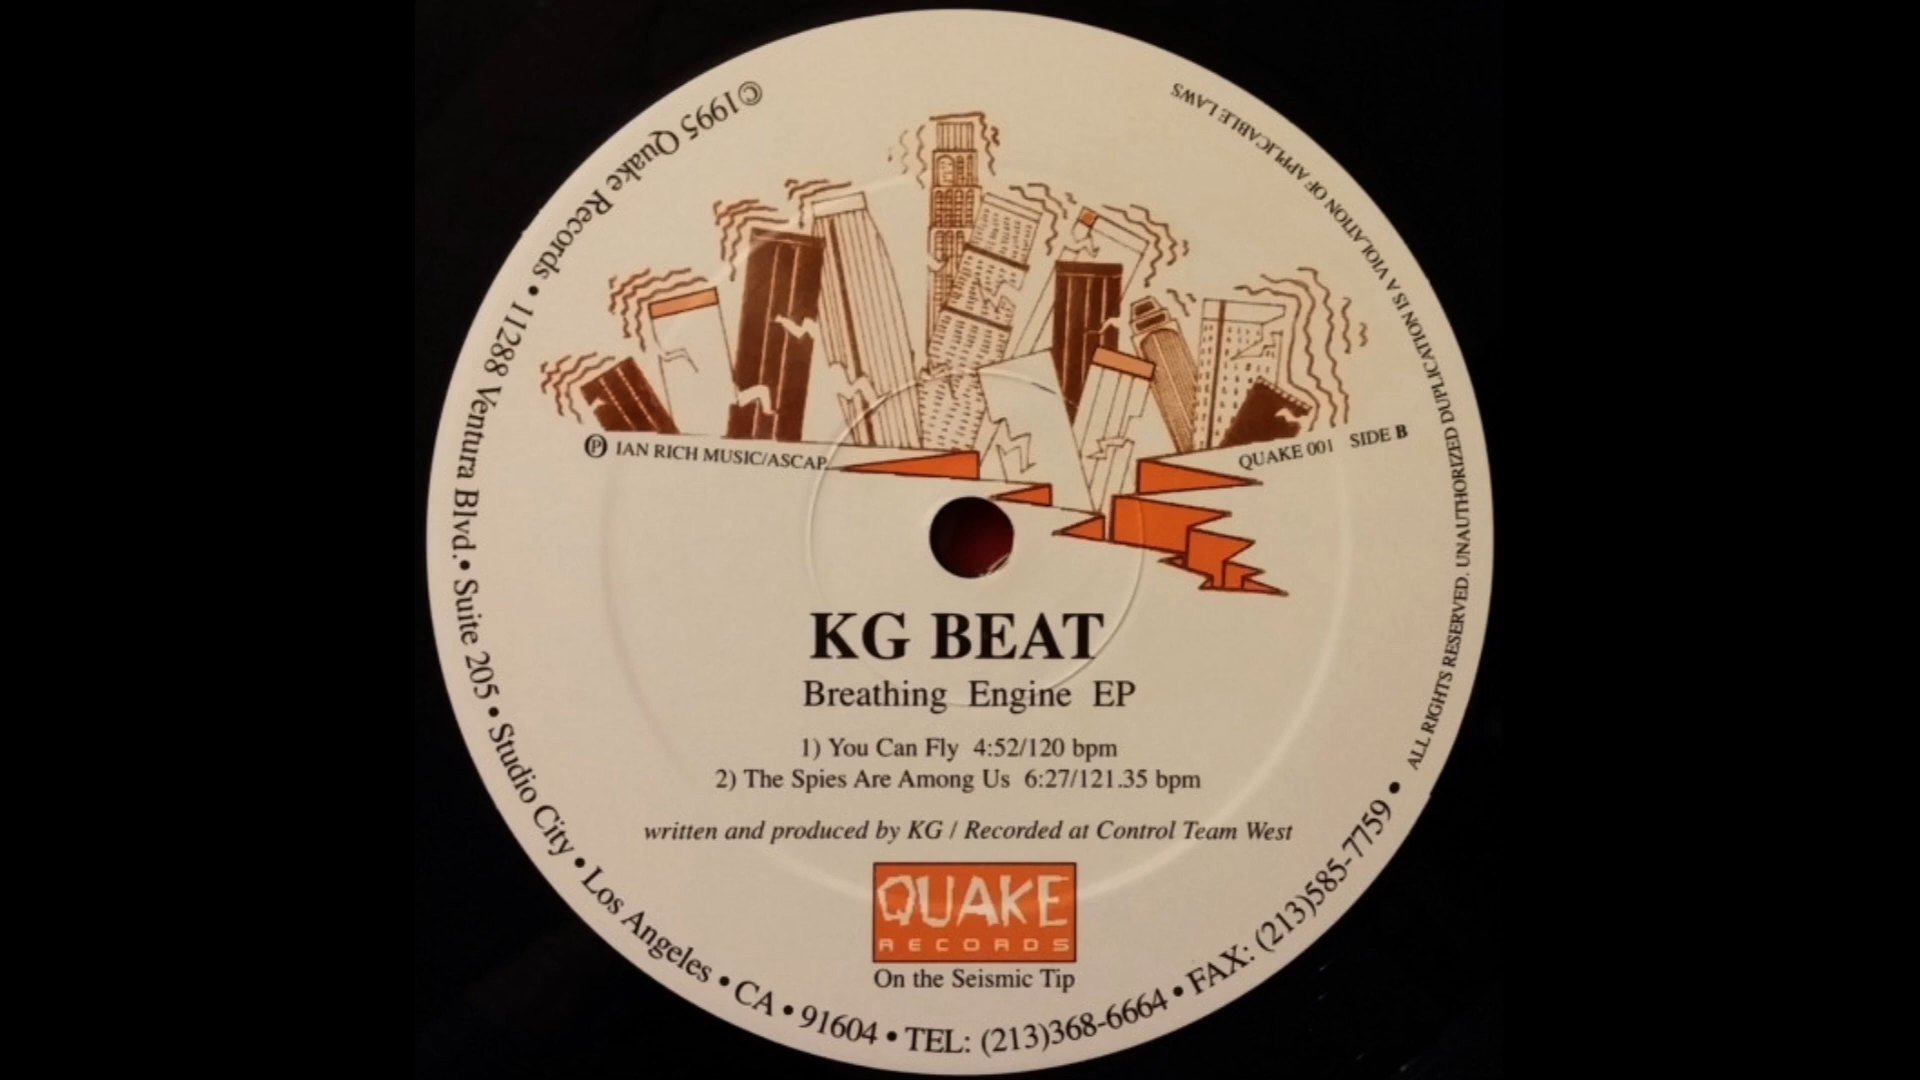 ©1995 Quake Records • 11288 Ventura Blvd. • Suite 205 • Studio City • Los Angeles • CA • 91604 • TEL: (213)368-6664 • FAX: (213)585-7759 •
ALL RIGHTS RESERVED. UNAUTHORIZED DUPLICATION IS A VIOLATION OF APPLICABLE LAWS
Ⓟ IAN RICH MUSIC/ASCAP
QUAKE 001 SIDE B
KG BEAT
Breathing Engine EP
1) You Can Fly 4:52/120 bpm
2) The Spies Are Among Us 6:27/121.35 bpm
written and produced by KG / Recorded at Control Team West
QUAKE
RECORDS
On the Seismic Tip